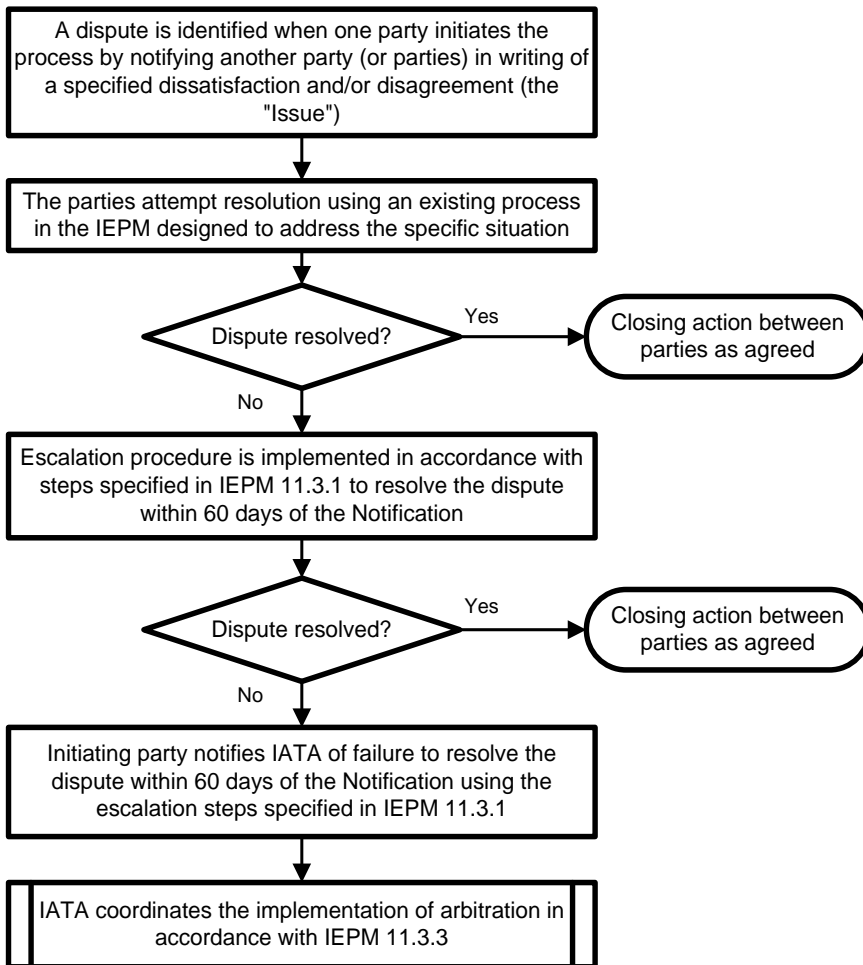 A dispute is identified when one party initiates the
process by notifying another party (or parties) in writing of
a specified dissatisfaction and/or disagreement (the
"Issue")
The parties attempt resolution using an existing process
in the IEPM designed to address the specific situation
Dispute resolved?
Yes
Closing action between
parties as agreed
No
Escalation procedure is implemented in accordance with
steps specified in IEPM 11.3.1 to resolve the dispute
within 60 days of the Notification
Dispute resolved?
Yes
Closing action between
parties as agreed
No
Initiating party notifies IATA of failure to resolve the
dispute within 60 days of the Notification using the
escalation steps specified in IEPM 11.3.1
IATA coordinates the implementation of arbitration in
accordance with IEPM 11.3.3